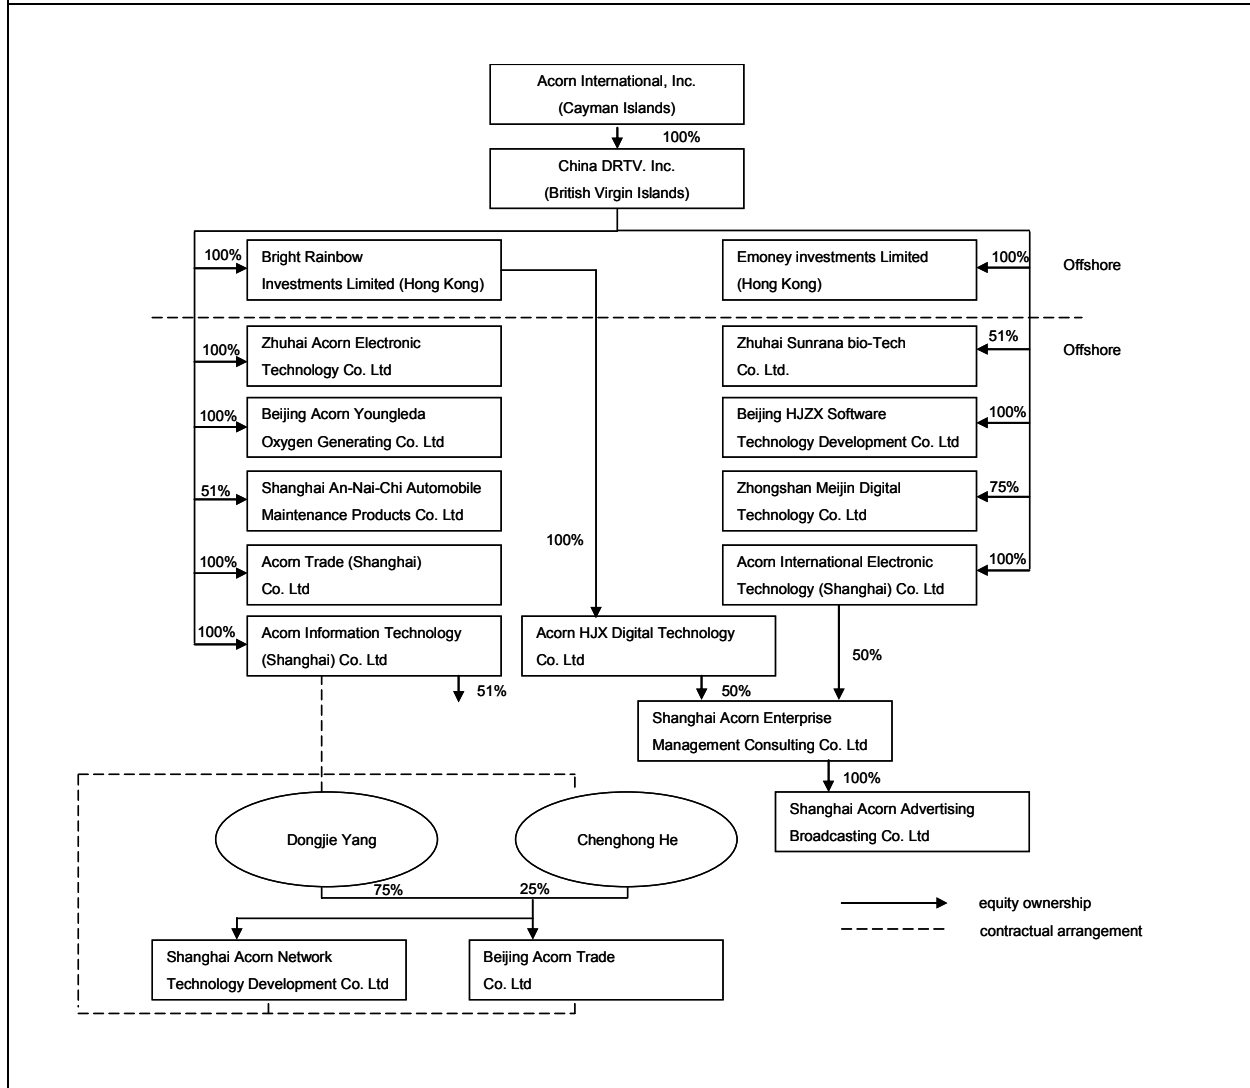 Acorn International, Inc.
(Cayman Islands)
100%
China DRTV. Inc.
(British Virgin Islands)
100%
Bright Rainbow
Investments Limited (Hong Kong)
Emoney investments Limited
(Hong Kong)
100%
Offshore
100%
Zhuhai Acorn Electronic
Technology Co. Ltd
Zhuhai Sunrana bio-Tech
Co. Ltd.
51%
Offshore
100%
Beijing Acorn Youngleda
Oxygen Generating Co. Ltd
Beijing HJZX Software
Technology Development Co. Ltd
100%
51%
Shanghai An-Nai-Chi Automobile
Maintenance Products Co. Ltd
Zhongshan Meijin Digital
Technology Co. Ltd
75%
100%
100%
Acorn Trade (Shanghai)
Co. Ltd
Acorn International Electronic
Technology (Shanghai) Co. Ltd
100%
100%
Acorn Information Technology
(Shanghai) Co. Ltd
Acorn HJX Digital Technology
Co. Ltd
50%
51%
50%
Shanghai Acorn Enterprise
Management Consulting Co. Ltd
100%
Shanghai Acorn Advertising
Broadcasting Co. Ltd
Dongjie Yang
Chenghong He
75%
25%
equity ownership
contractual arrangement
Shanghai Acorn Network
Technology Development Co. Ltd
Beijing Acorn Trade
Co. Ltd